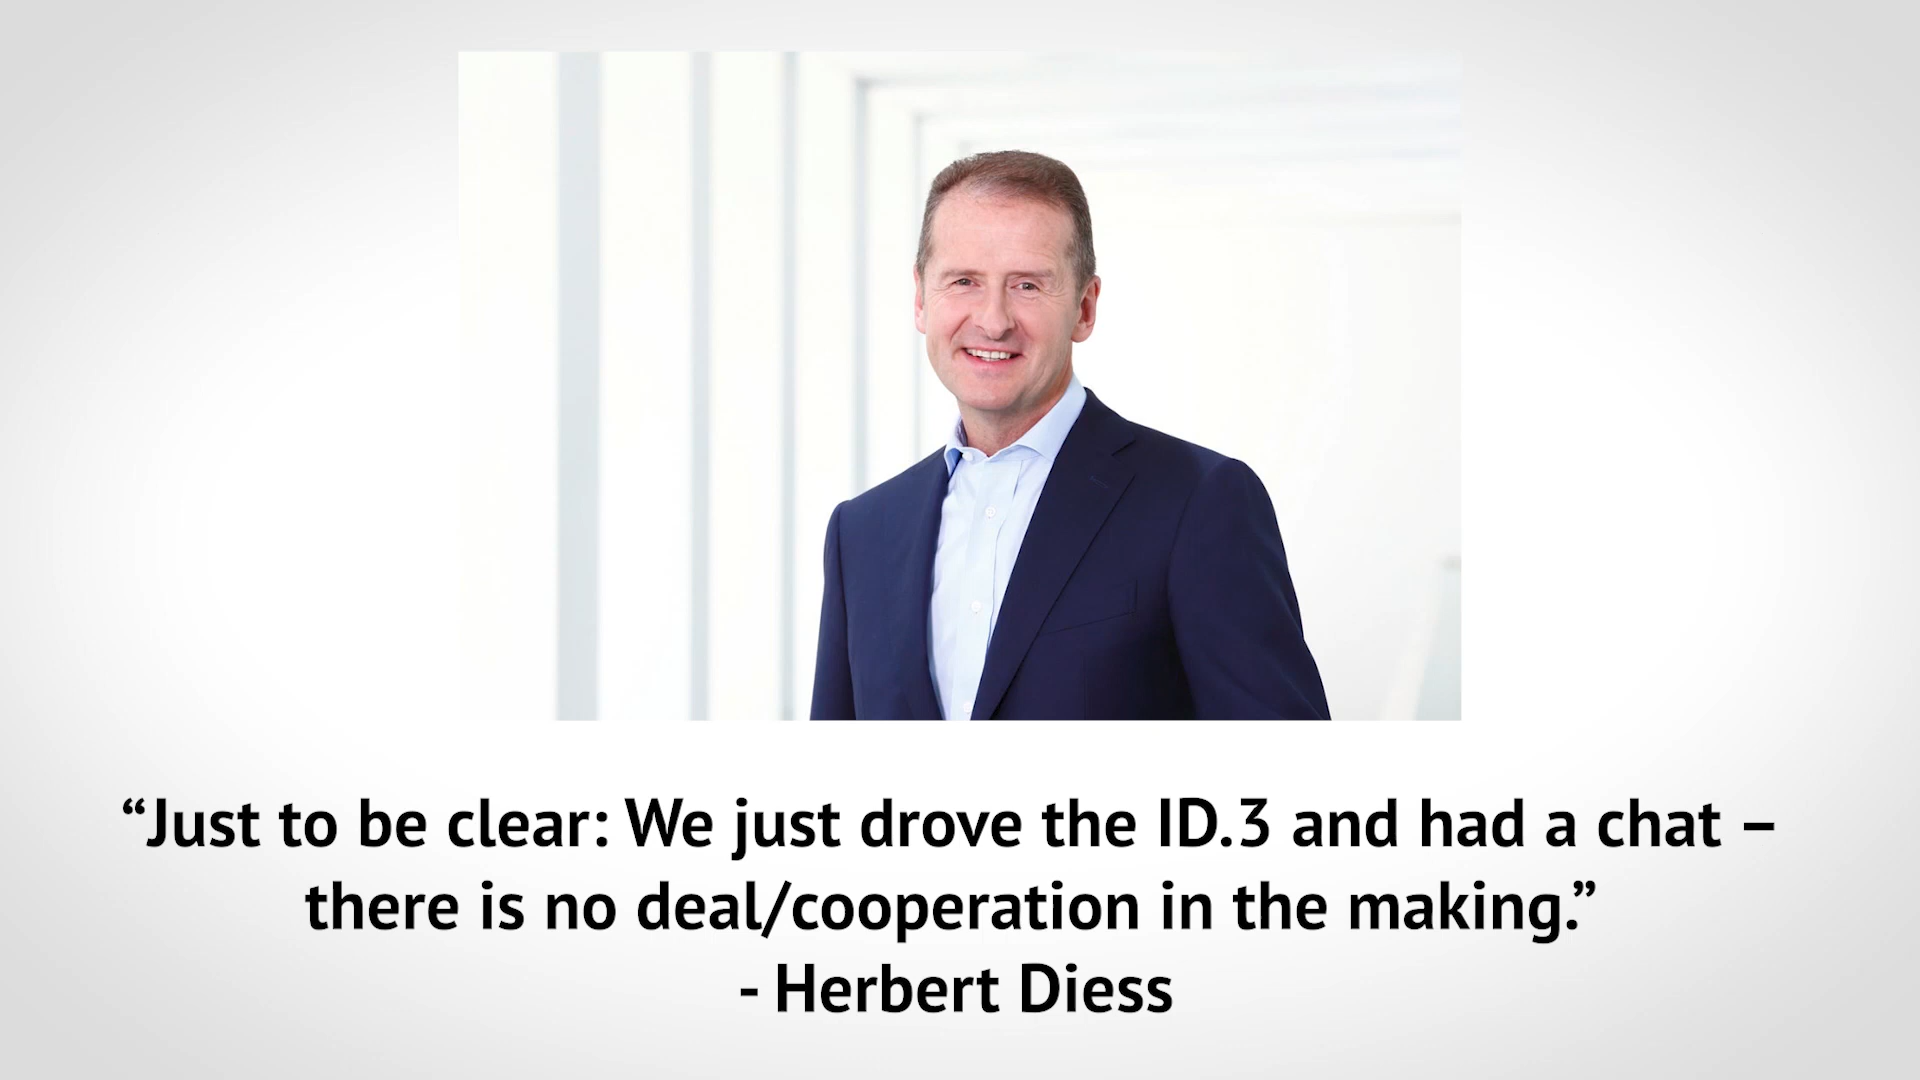 “Just to be clear: We just drove the ID.3 and had a chat –
there is no deal/cooperation in the making.”
- Herbert Diess